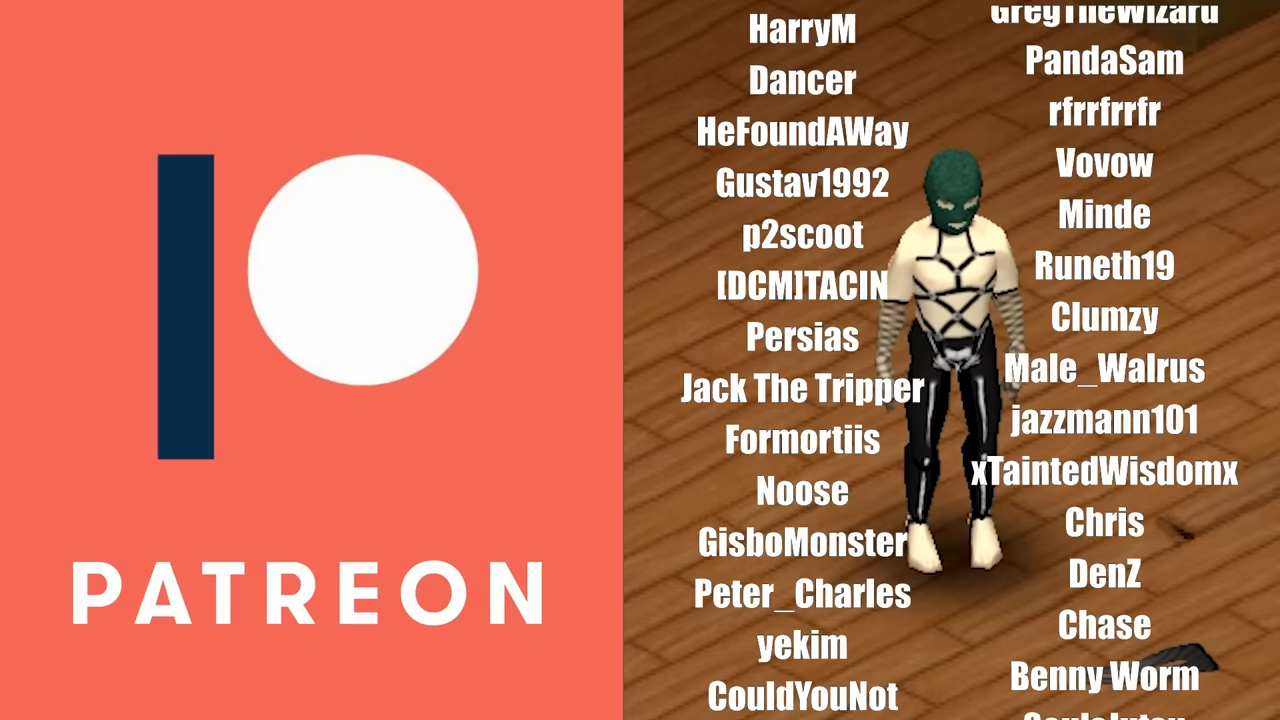 PATREON
HarryM
Dancer
HeFoundAWay
Gustav1992
p2scoot
[DCM]TACIN
Persias
Jack The Tripper
Formortiis
Noose
GisboMonster
Peter_Charles
yekim
CouldYouNot
GregTheWizard
PandaSam
rfrrfrrfr
Vovow
Minde
Runeth19
Clumzy
Male_Walrus
jazzmann101
xTaintedWisdomx
Chris
DenZ
Chase
Benny Worm